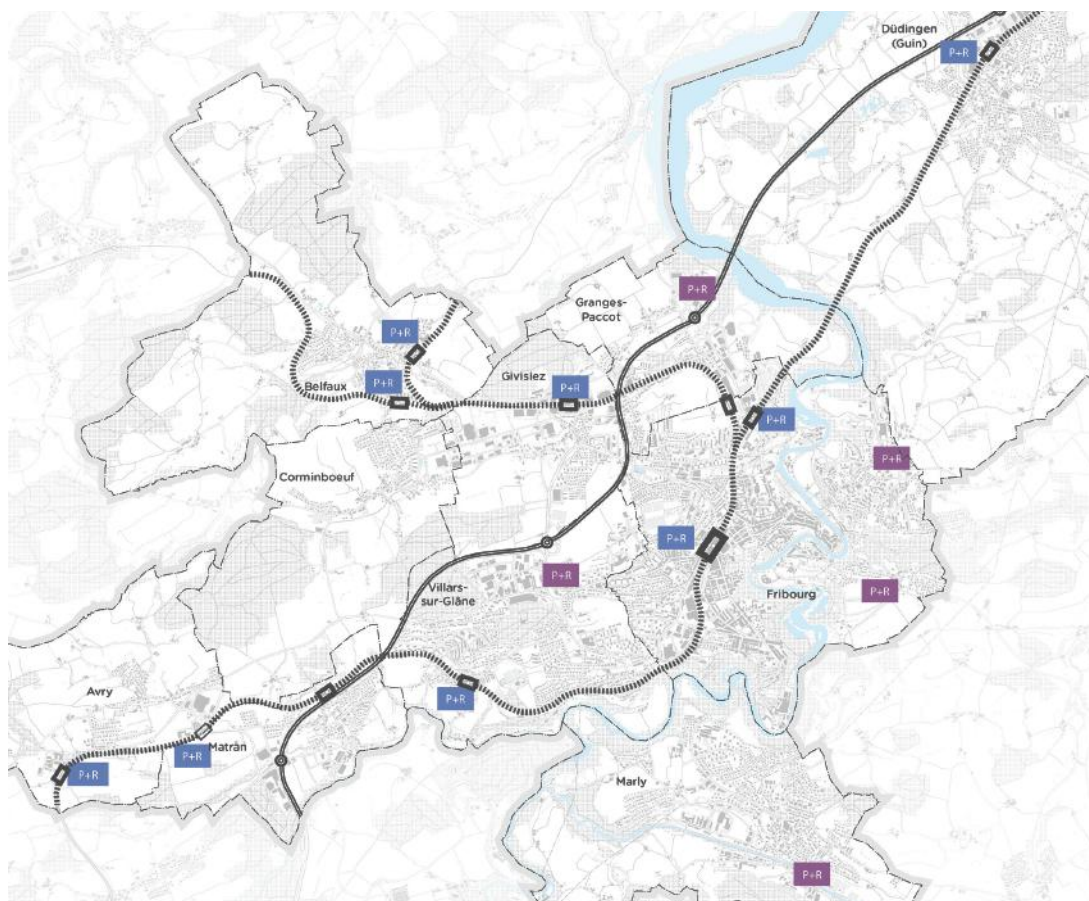 Düdingen
(Guin)
P+R
P+R
Granges-
Paccot
P+R
Givisiez
P+R
Belfaux
P+R
P+R
P+R
Corminboeuf
P+R
P+R
P+R
Villars-
sur-Glâne
Fribourg
P+R
Avry
P+R
Matran
P+R
P+R
Marly
P+R